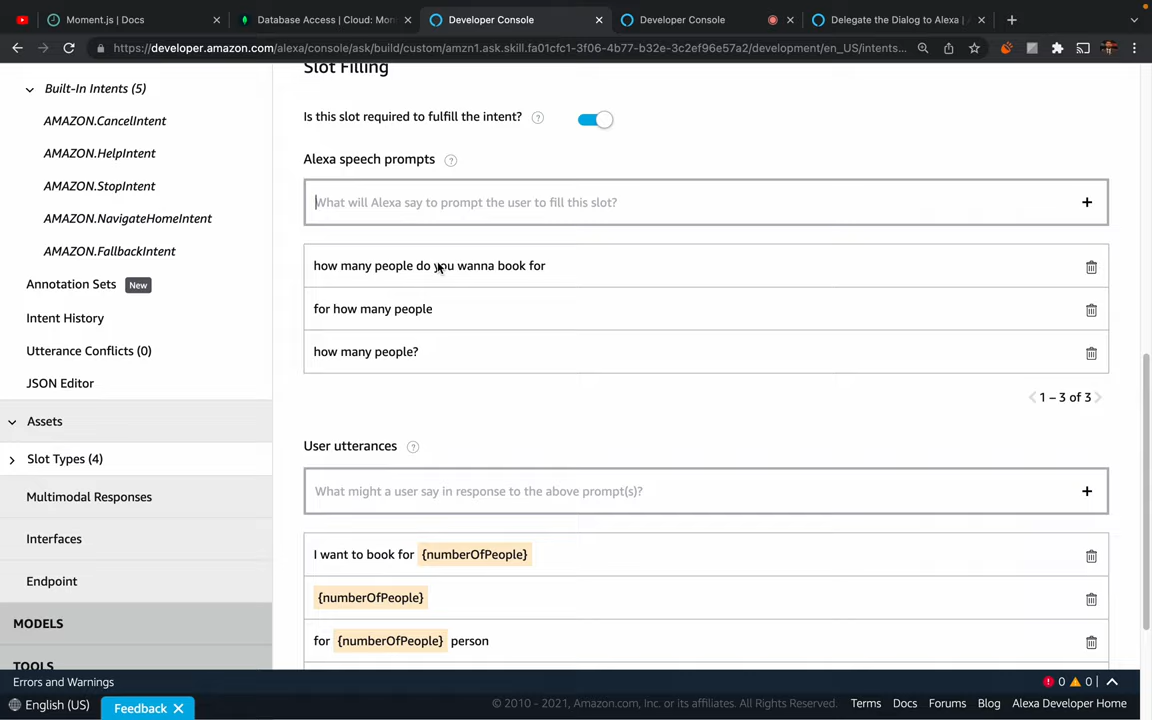 Moment.js | Docs
Database Access | Cloud: Mon
Developer Console
Developer Console
Delegate the Dialog to Alexa |
https://developer.amazon.com/alexa/console/ask/build/custom/amzn1.ask.skill.fa01cfc1-3f06-4b77-b32e-3c2ef96e57a2/development/en_US/intents...
Built-In Intents (5)
AMAZON.CancelIntent
AMAZON.HelpIntent
AMAZON.StopIntent
AMAZON.NavigateHomeIntent
AMAZON.FallbackIntent
Annotation Sets New
Intent History
Utterance Conflicts (0)
JSON Editor
Assets
Slot Types (4)
Multimodal Responses
Interfaces
Endpoint
MODELS
TOOLS
Slot Filling
Is this slot required to fulfill the intent? ?
Alexa speech prompts ?
What will Alexa say to prompt the user to fill this slot? +
how many people do you wanna book for
for how many people
how many people?
1 – 3 of 3
User utterances ?
What might a user say in response to the above prompt(s)? +
I want to book for {numberOfPeople}
{numberOfPeople}
for {numberOfPeople} person
Errors and Warnings
0 0 |
English (US)
Feedback
© 2010 - 2021, Amazon.com, Inc. or its affiliates. All Rights Reserved.
Terms Docs Forums Blog Alexa Developer Home